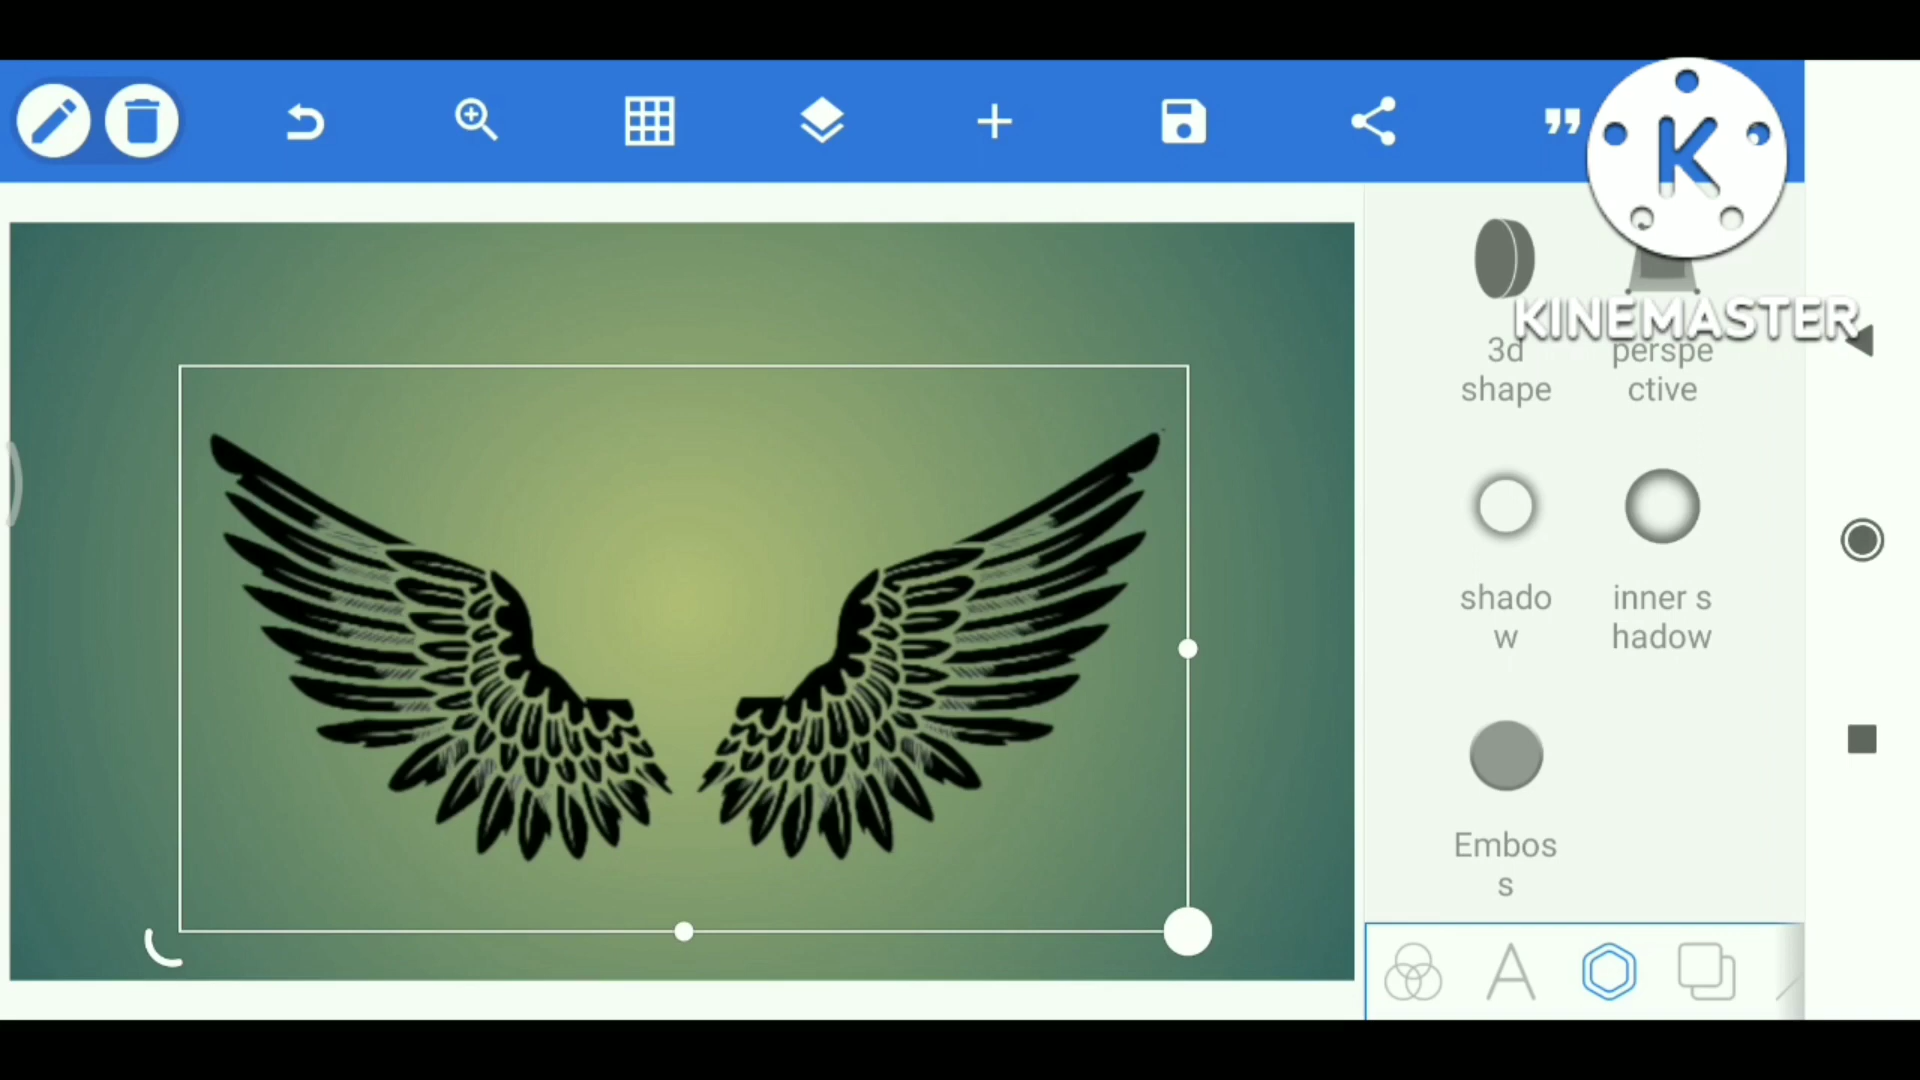 K
KINEMASTER
3d
shape
perspe
ctive
shado
w
inner s
hadow
Embos
s